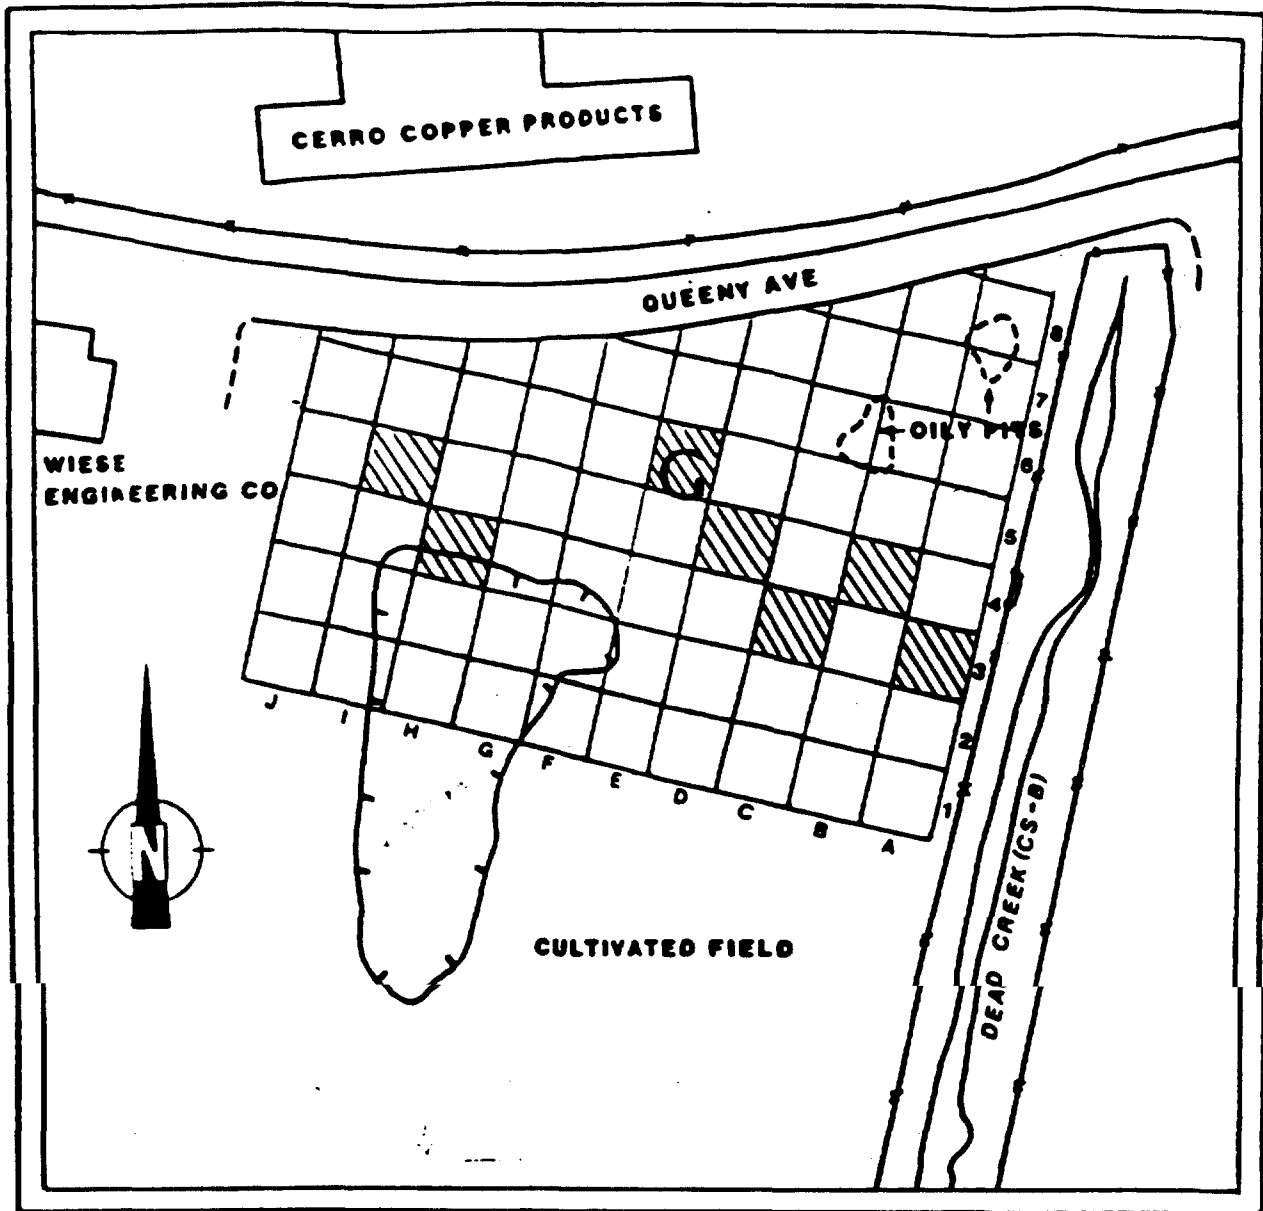 CERRO COPPER PRODUCTS
QUEENY AVE
8
7
OILY PITS
6
WIESE
ENGINEERING CO
5
4
3
J
I
H
2
G
F
E
D
C
1
B
A
N
CULTIVATED FIELD
DEAD CREEK (CS-B)